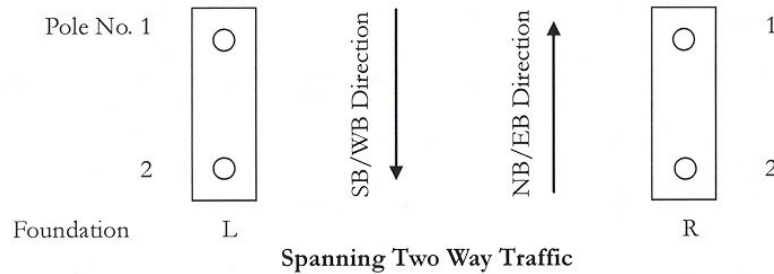 Pole No. 1
1
SB/WB Direction
NB/EB Direction
2
2
Foundation
L
R
Spanning Two Way Traffic